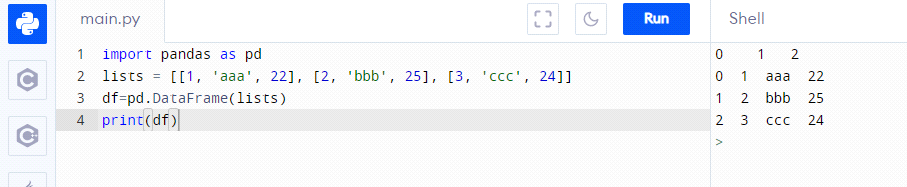 main.py
Run
Shell
1 import pandas as pd
2 lists = [[1, 'aaa', 22], [2, 'bbb', 25], [3, 'ccc', 24]]
3 df=pd.DataFrame(lists)
4 print(df)
0    1   2
0  1  aaa  22
1  2  bbb  25
2  3  ccc  24
>